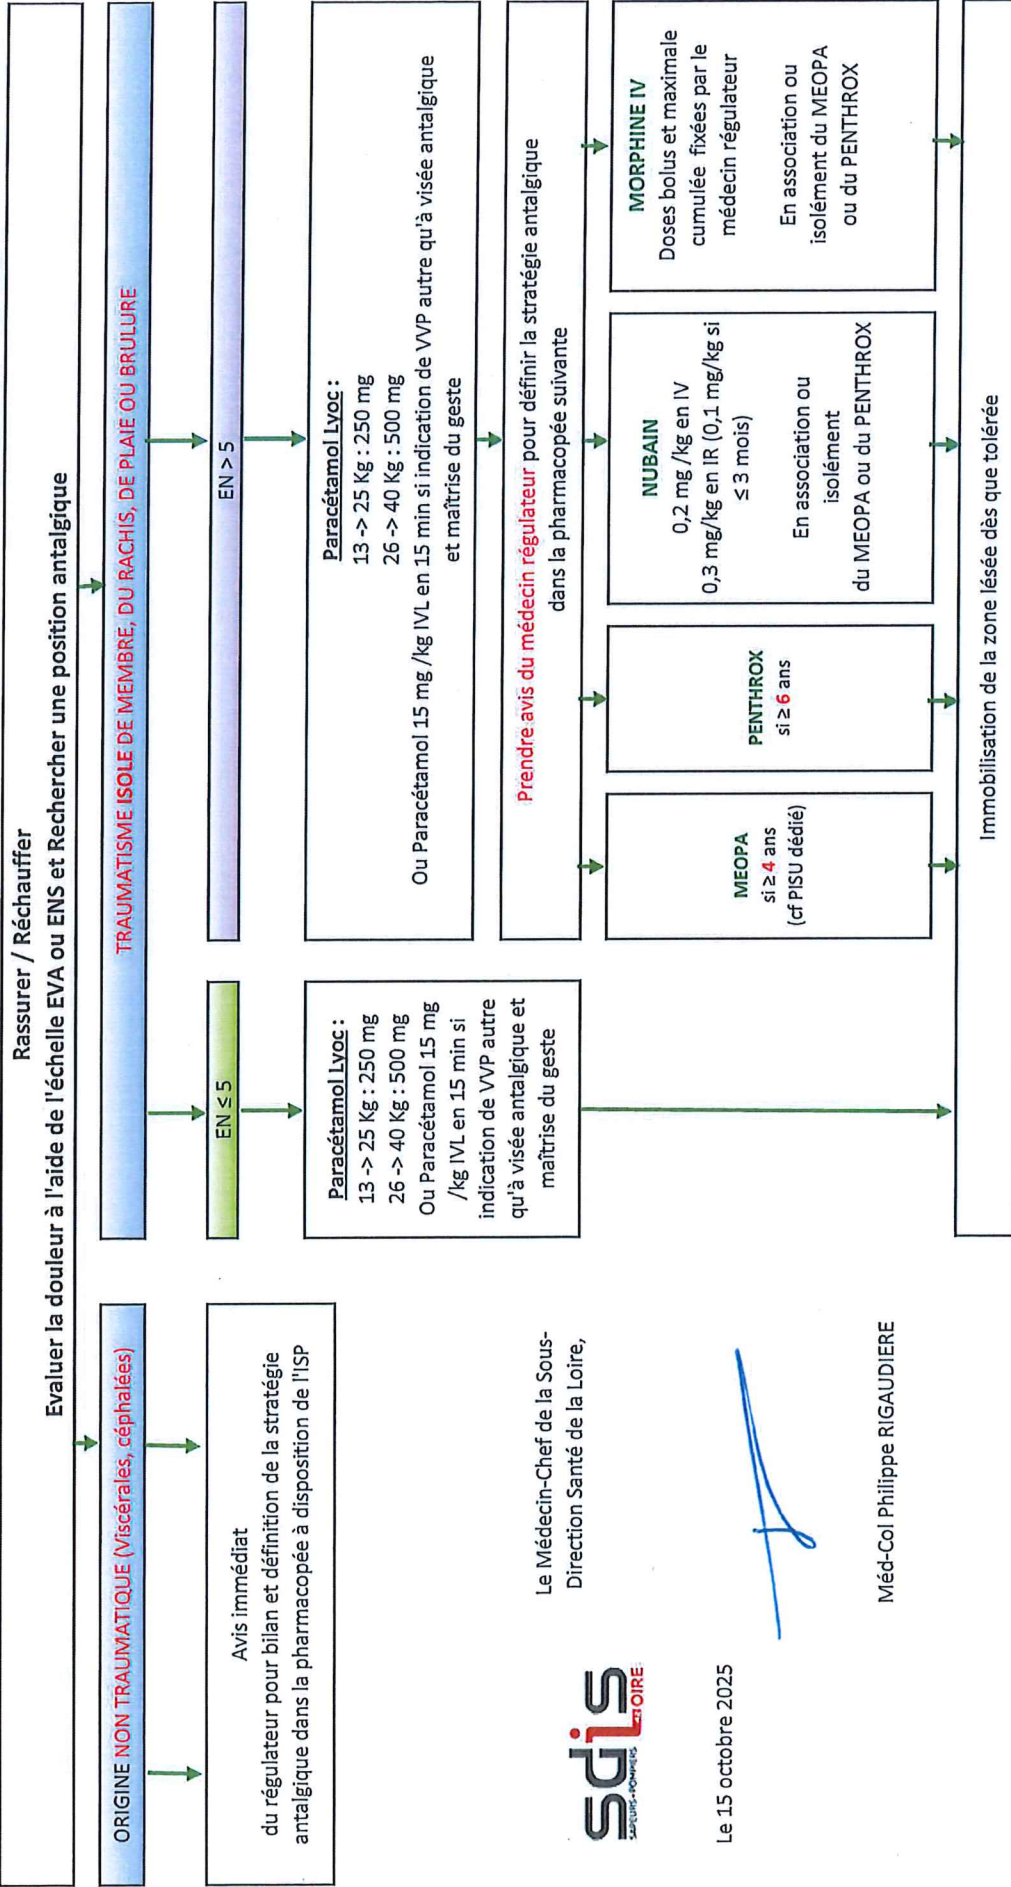 Rassurer / Réchauffer
Evaluer la douleur à l'aide de l'échelle EVA ou ENS et Rechercher une position antalgique
ORIGINE NON TRAUMATIQUE (Viscérales, céphalées)
TRAUMATISME ISOLE DE MEMBRE, DU RACHIS, DE PLAIE OU BRULURE
Avis immédiat
du régulateur pour bilan et définition de la stratégie
antalgique dans la pharmacopée à disposition de l'ISP
EN ≤ 5
EN > 5
Paracétamol Lyoc :
13 -> 25 Kg : 250 mg
26 -> 40 Kg : 500 mg
Ou Paracétamol 15 mg
/kg IVL en 15 min si
indication de VVP autre
qu'à visée antalgique et
maîtrise du geste
Paracétamol Lyoc :
13 -> 25 Kg : 250 mg
26 -> 40 Kg : 500 mg
Ou Paracétamol 15 mg /kg IVL en 15 min si indication de VVP autre qu'à visée antalgique
et maîtrise du geste
Prendre avis du médecin régulateur pour définir la stratégie antalgique
dans la pharmacopée suivante
MEOPA
si ≥ 4 ans
(cf PISU dédié)
PENTHROX
si ≥ 6 ans
NUBAIN
0,2 mg /kg en IV
0,3 mg/kg en IR (0,1 mg/kg si
≤ 3 mois)
En association ou
isolément
du MEOPA ou du PENTHROX
MORPHINE IV
Doses bolus et maximale
cumulée fixées par le
médecin régulateur
En association ou
isolément du MEOPA
ou du PENTHROX
Immobilisation de la zone lésée dès que tolérée
sdis
SAPEURS-POMPIERS
LOIRE
Le Médecin-Chef de la Sous-
Direction Santé de la Loire,
Le 15 octobre 2025
Méd-Col Philippe RIGAUDIERE